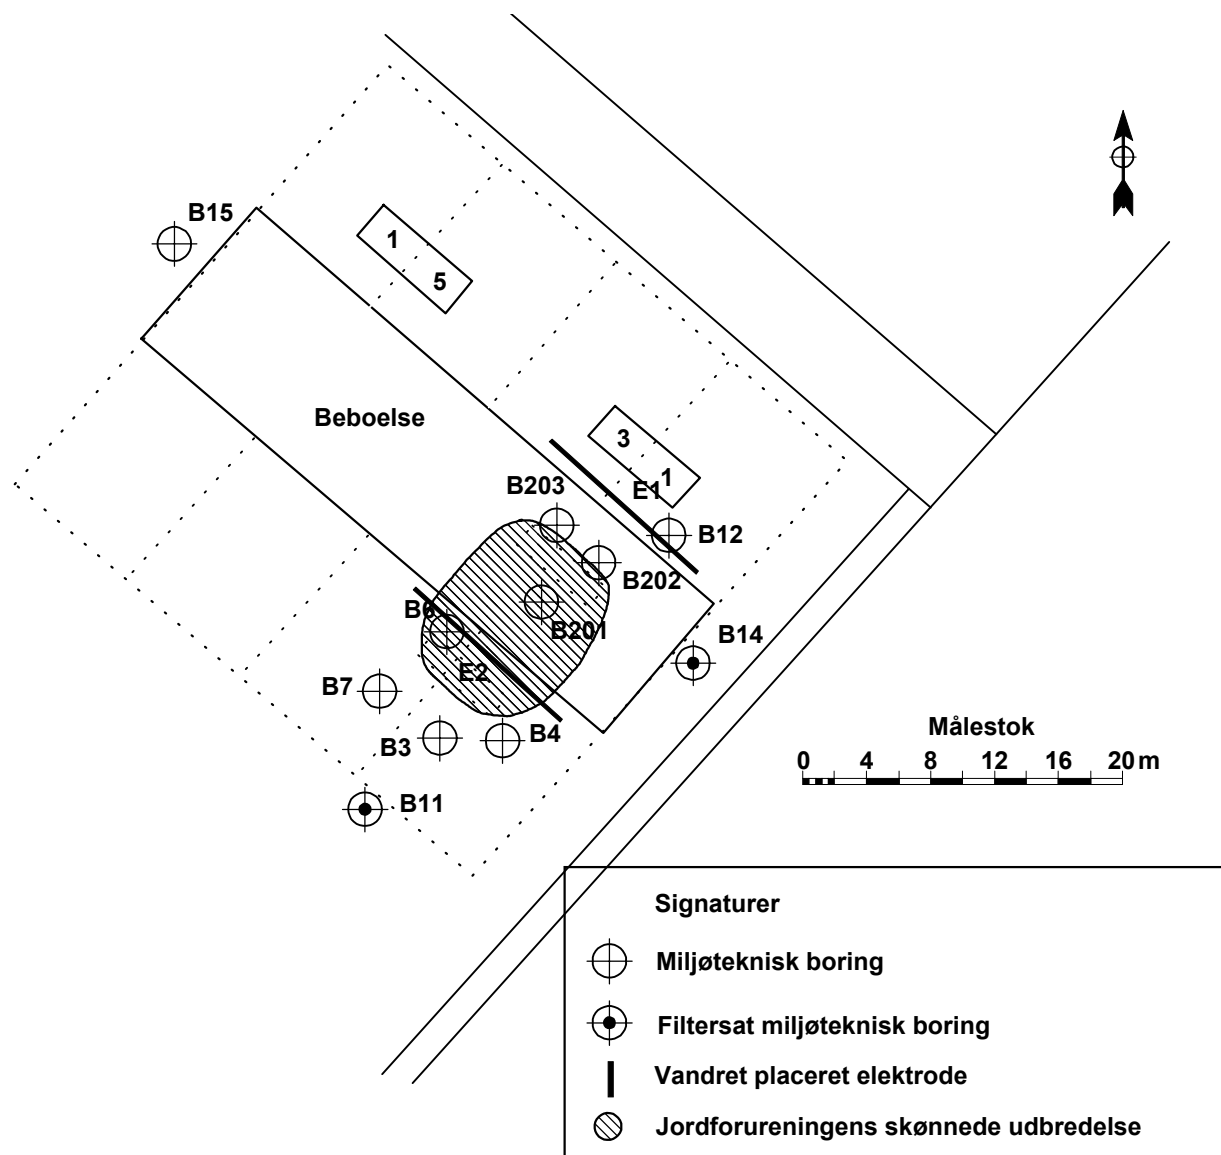 B15
1
5
Beboelse
3
1
B203
E1
B12
B202
B6
B201
B14
E2
B7
B4
B3
B11
Målestok
0 4 8 12 16 20 m
Signaturer
Miljøteknisk boring
Filtersat miljøteknisk boring
Vandret placeret elektrode
Jordforureningens skønnede udbredelse